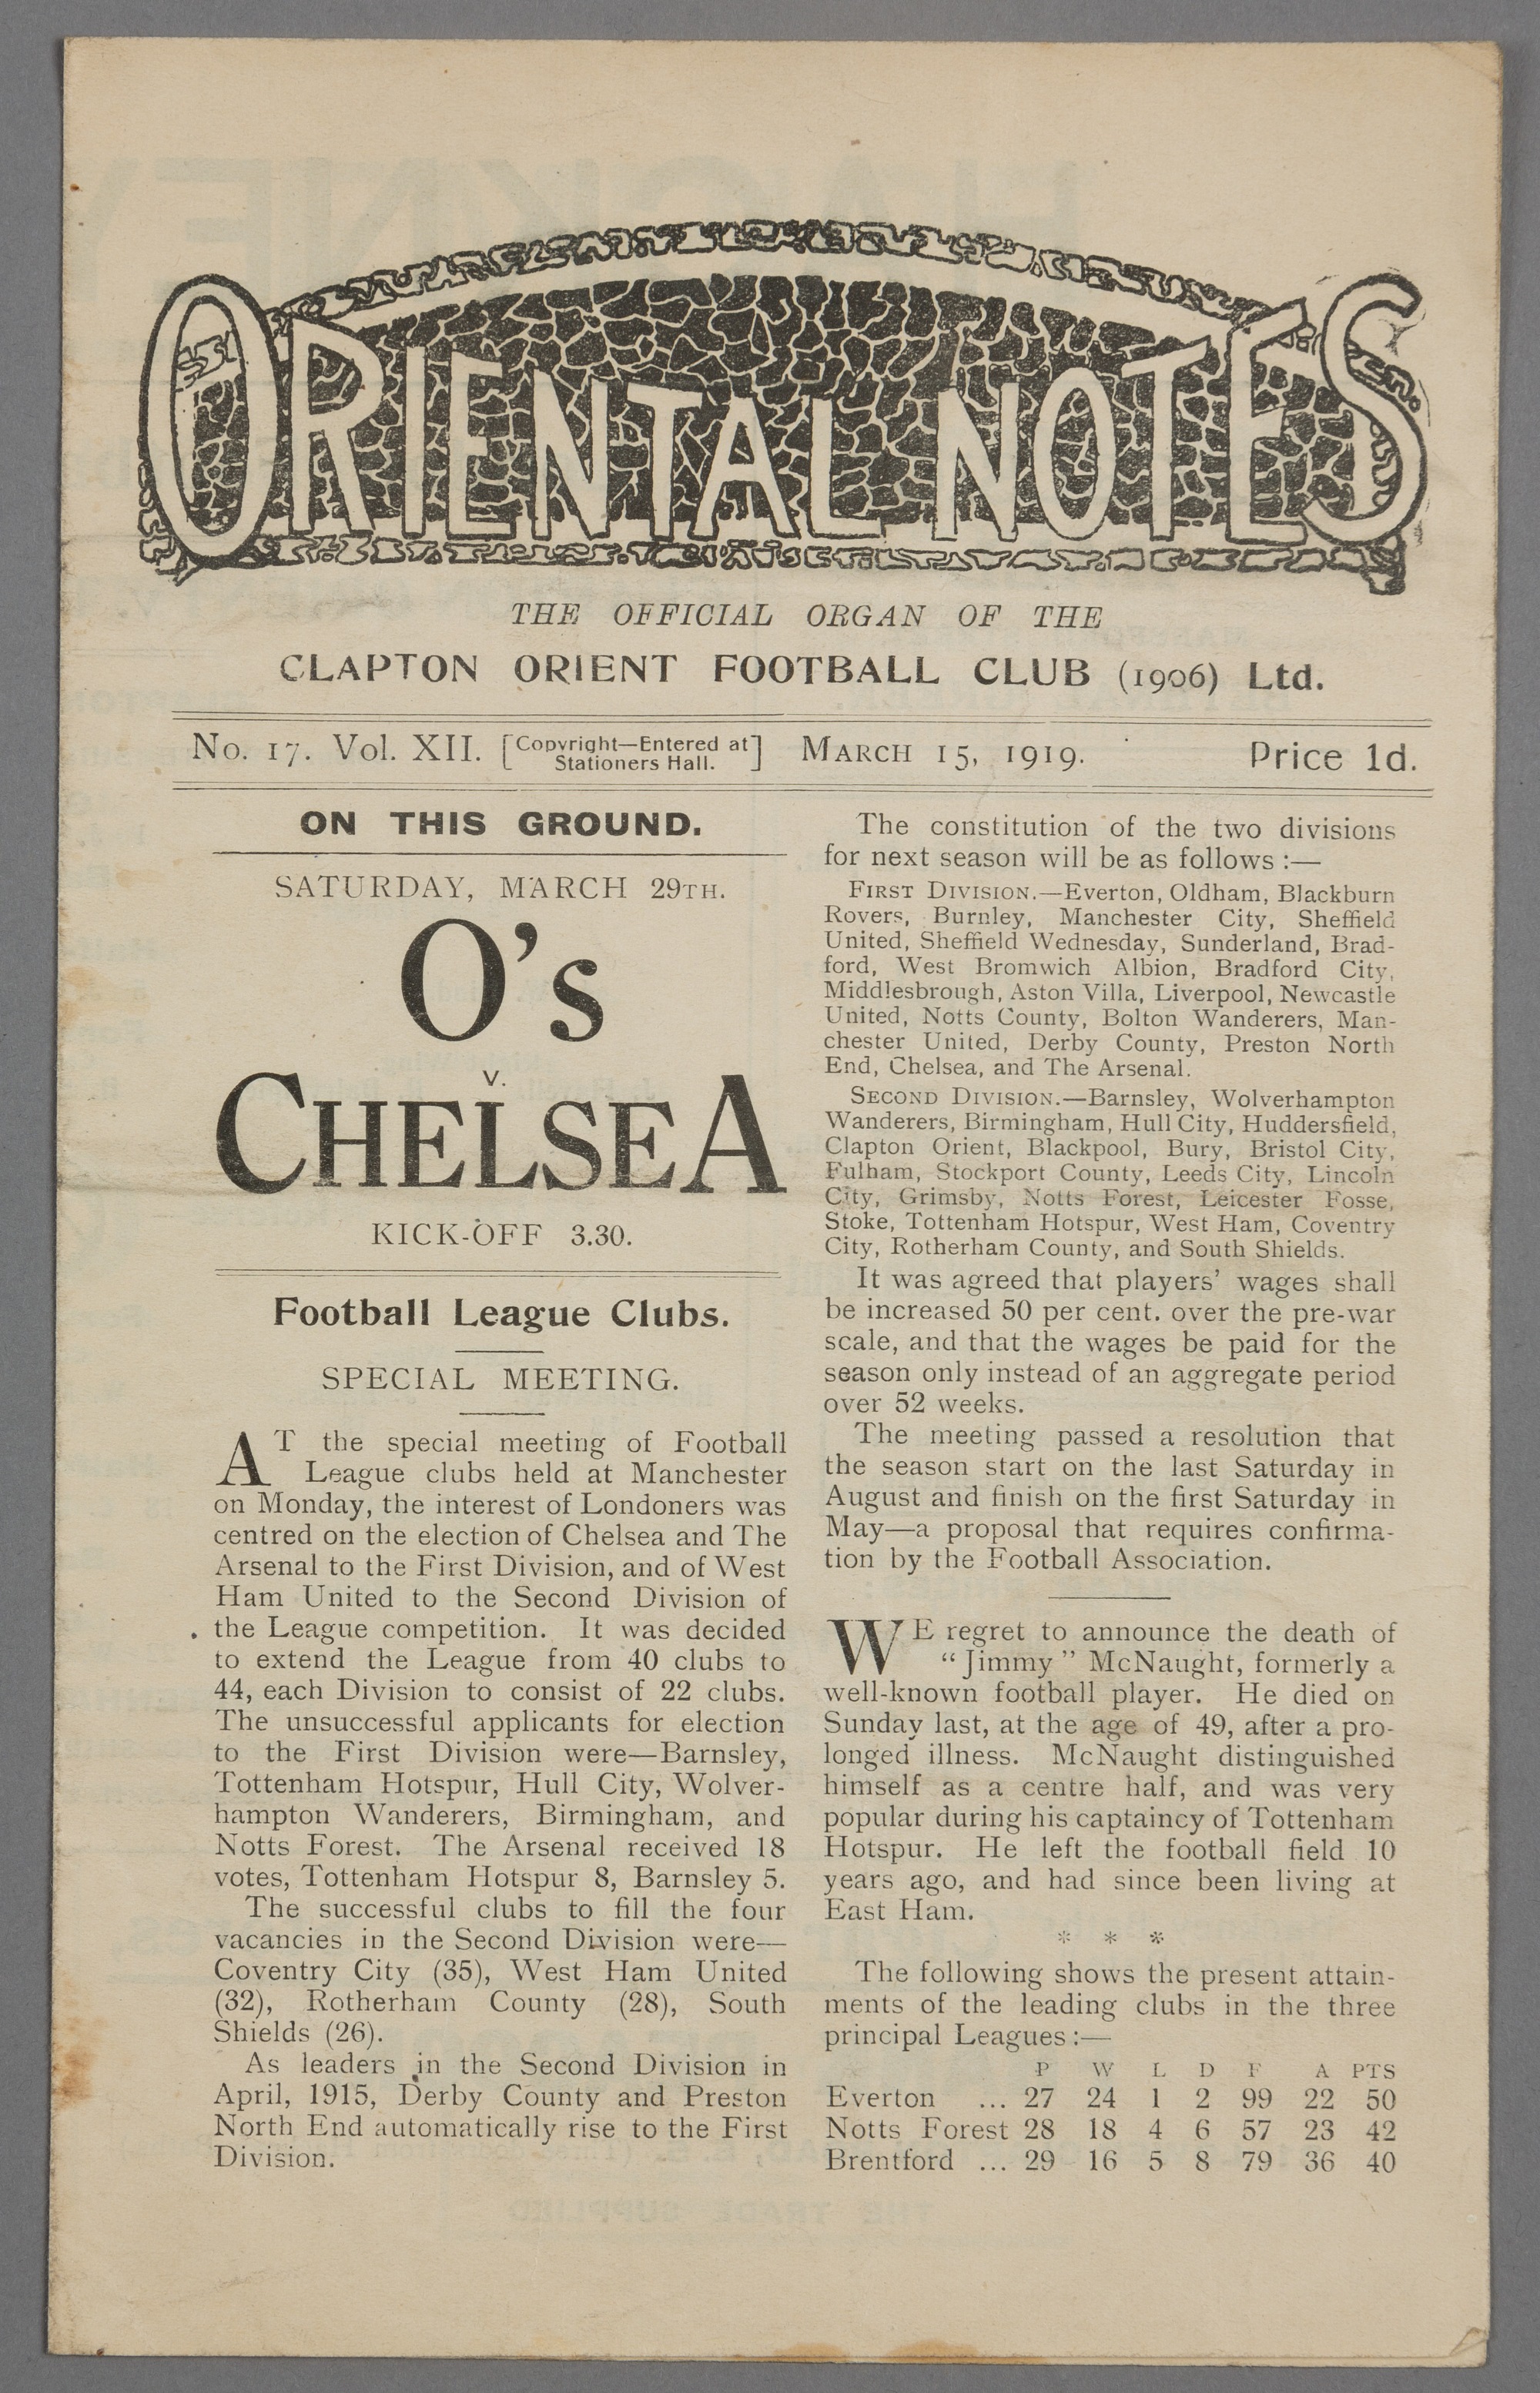 ORIENTAL NOTES
THE OFFICIAL ORGAN OF THE
CLAPTON ORIENT FOOTBALL CLUB (1906) Ltd.
No. 17. Vol. XII. [Copyright—Entered at Stationers Hall.] MARCH 15, 1919. Price 1d.
ON THIS GROUND.
SATURDAY, MARCH 29TH.
O's
v.
CHELSEA
KICK-OFF 3.30.
Football League Clubs.
SPECIAL MEETING.
AT the special meeting of Football
League clubs held at Manchester
on Monday, the interest of Londoners was
centred on the election of Chelsea and The
Arsenal to the First Division, and of West
Ham United to the Second Division of
the League competition. It was decided
to extend the League from 40 clubs to
44, each Division to consist of 22 clubs.
The unsuccessful applicants for election
to the First Division were—Barnsley,
Tottenham Hotspur, Hull City, Wolver-
hampton Wanderers, Birmingham, and
Notts Forest. The Arsenal received 18
votes, Tottenham Hotspur 8, Barnsley 5.
The successful clubs to fill the four
vacancies in the Second Division were—
Coventry City (35), West Ham United
(32), Rotherham County (28), South
Shields (26).
As leaders in the Second Division in
April, 1915, Derby County and Preston
North End automatically rise to the First
Division.
The constitution of the two divisions
for next season will be as follows :—
FIRST DIVISION.—Everton, Oldham, Blackburn
Rovers, Burnley, Manchester City, Sheffield
United, Sheffield Wednesday, Sunderland, Brad-
ford, West Bromwich Albion, Bradford City,
Middlesbrough, Aston Villa, Liverpool, Newcastle
United, Notts County, Bolton Wanderers, Man-
chester United, Derby County, Preston North
End, Chelsea, and The Arsenal.
SECOND DIVISION.—Barnsley, Wolverhampton
Wanderers, Birmingham, Hull City, Huddersfield,
Clapton Orient, Blackpool, Bury, Bristol City,
Fulham, Stockport County, Leeds City, Lincoln
City, Grimsby, Notts Forest, Leicester Fosse,
Stoke, Tottenham Hotspur, West Ham, Coventry
City, Rotherham County, and South Shields.
It was agreed that players' wages shall
be increased 50 per cent. over the pre-war
scale, and that the wages be paid for the
season only instead of an aggregate period
over 52 weeks.
The meeting passed a resolution that
the season start on the last Saturday in
August and finish on the first Saturday in
May—a proposal that requires confirma-
tion by the Football Association.
WE regret to announce the death of
"Jimmy" McNaught, formerly a
well-known football player. He died on
Sunday last, at the age of 49, after a pro-
longed illness. McNaught distinguished
himself as a centre half, and was very
popular during his captaincy of Tottenham
Hotspur. He left the football field 10
years ago, and had since been living at
East Ham.
* * *
The following shows the present attain-
ments of the leading clubs in the three
principal Leagues :—
P W L D F A PTS
Everton ... 27 24 1 2 99 22 50
Notts Forest 28 18 4 6 57 23 42
Brentford ... 29 16 5 8 79 36 40